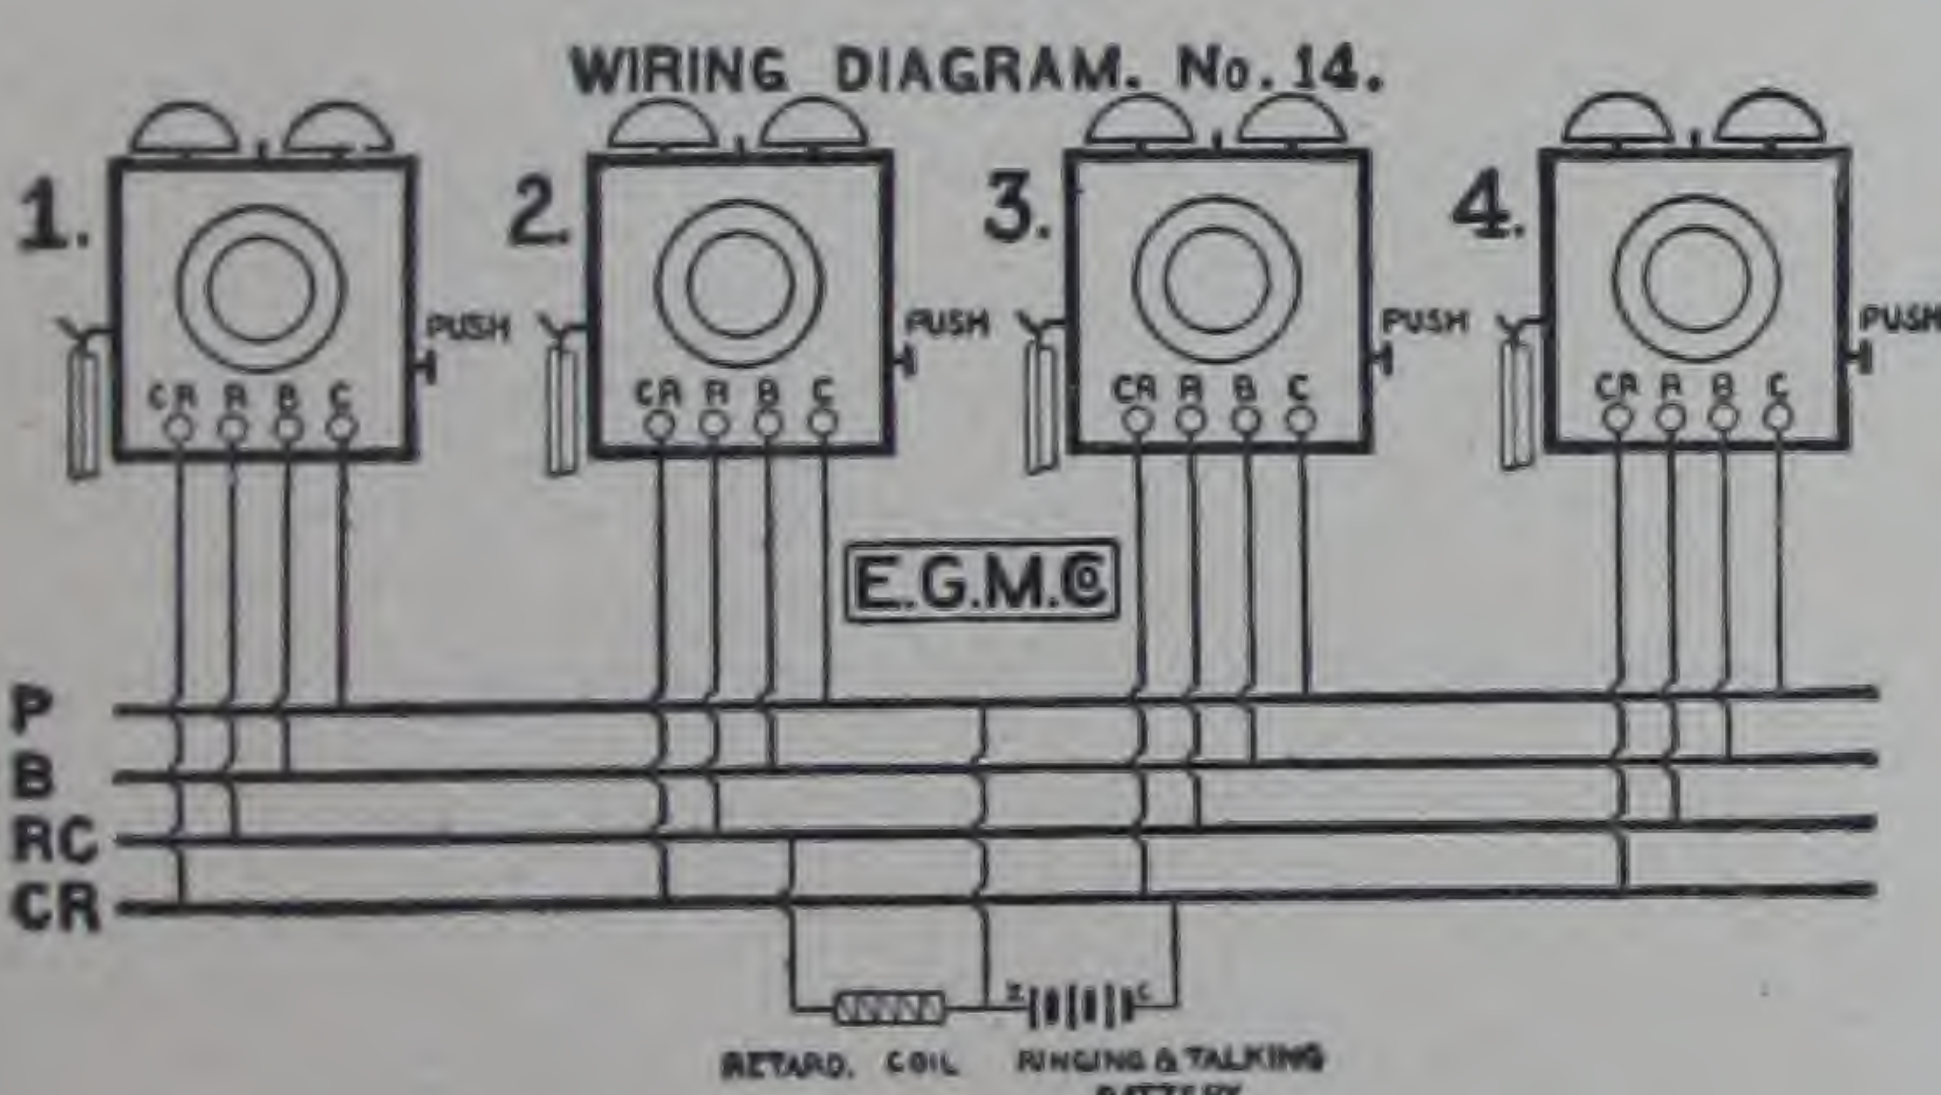 WIRING DIAGRAM. No. 14.
1.
2.
3.
4.
PUSH
PUSH
PUSH
PUSH
CR R B C
CR R B C
CR R B C
CR R B C
E.G.M.Co
P
B
RC
CR
Z C
RETARD. COIL RINGING & TALKING
BATTERY